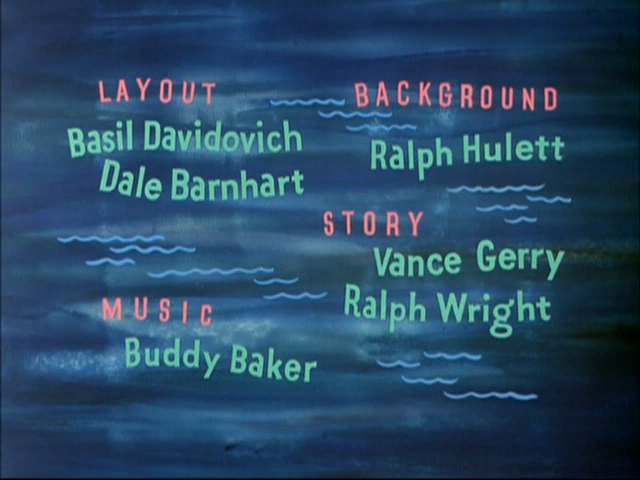 LAYOUT
Basil Davidovich
Dale Barnhart
BACKGROUND
Ralph Hulett
STORY
Vance Gerry
Ralph Wright
MUSIC
Buddy Baker